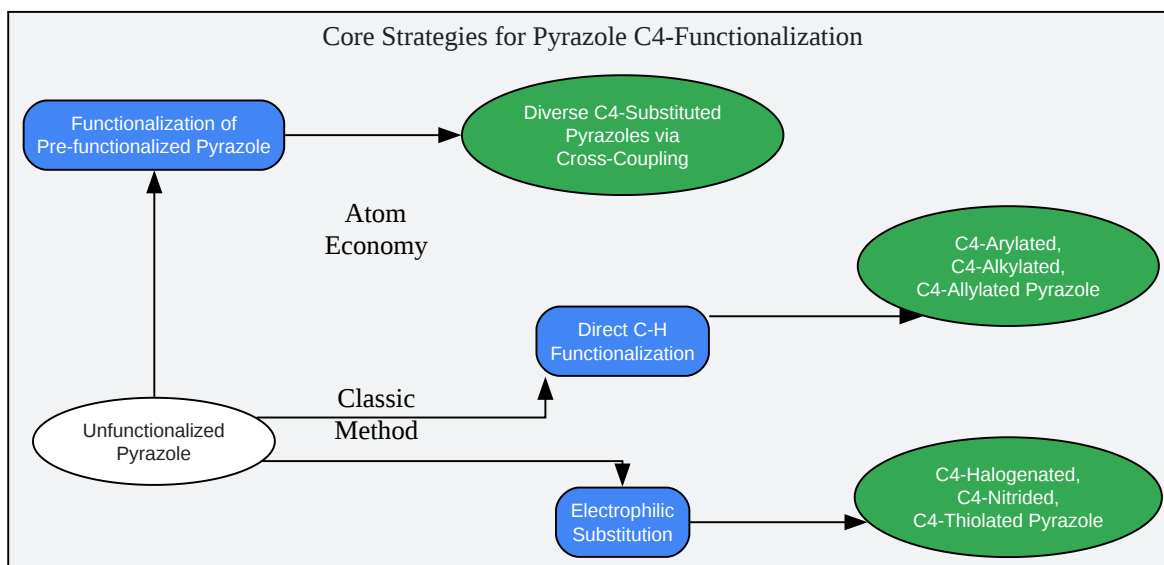 Core Strategies for Pyrazole C4-Functionalization
Functionalization of
Pre-functionalized Pyrazole
Diverse C4-Substituted
Pyrazoles via
Cross-Coupling
Atom
Economy
C4-Arylated,
C4-Alkylated,
C4-Allylated Pyrazole
Direct C-H
Functionalization
Classic
Method
Unfunctionalized
Pyrazole
Electrophilic
Substitution
C4-Halogenated,
C4-Nitrided,
C4-Thiolated Pyrazole